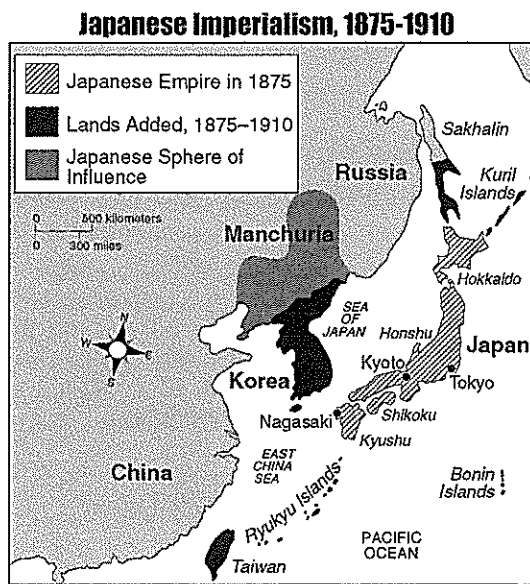 Japanese Imperialism, 1875-1910
Japanese Empire in 1875
Lands Added, 1875–1910
Japanese Sphere of
Influence
0 500 kilometers
0 300 miles
Russia
Sakhalin
Kuril
Islands
Manchuria
Hokkaido
SEA
OF
JAPAN
N
W
E
S
Honshu
Japan
Korea
Kyoto
Tokyo
Nagasaki
Shikoku
Kyushu
China
EAST
CHINA
SEA
Ryukyu Islands
Bonin
Islands
Taiwan
PACIFIC
OCEAN